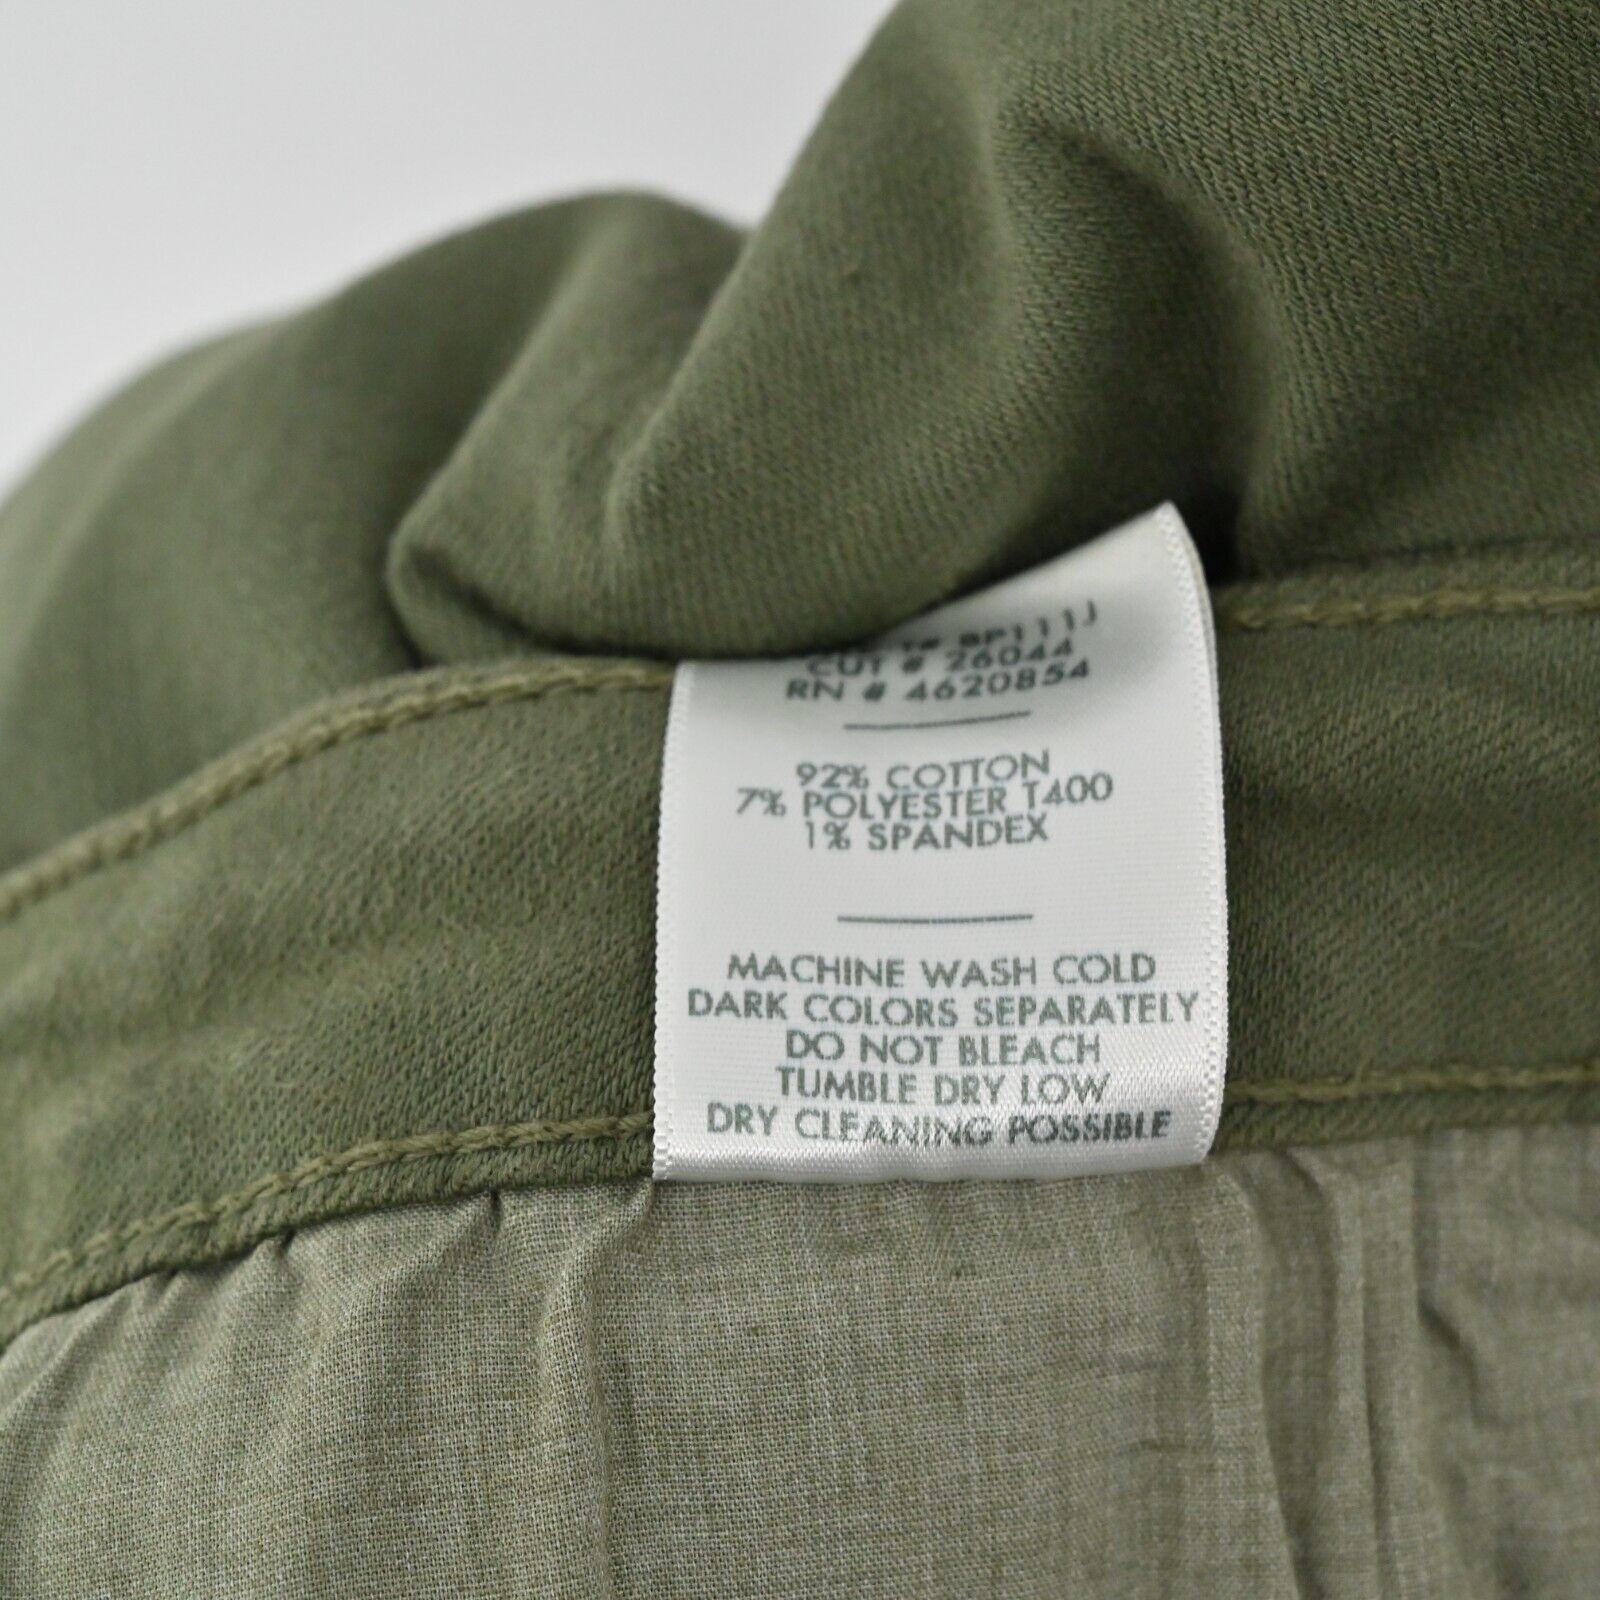 # BP111J
CUT # 26044
RN # 4620854
92% COTTON
7% POLYESTER T400
1% SPANDEX
MACHINE WASH COLD
DARK COLORS SEPARATELY
DO NOT BLEACH
TUMBLE DRY LOW
DRY CLEANING POSSIBLE